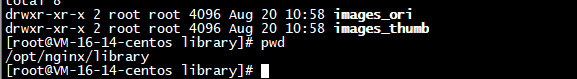 total 8
drwxr-xr-x 2 root root 4096 Aug 20 10:58 images_ori
drwxr-xr-x 2 root root 4096 Aug 20 10:58 images_thumb
[root@VM-16-14-centos library]# pwd
/opt/nginx/library
[root@VM-16-14-centos library]#